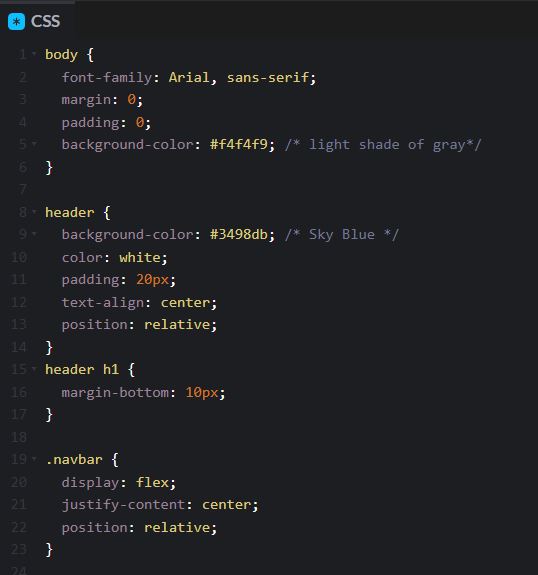 CSS
1 body {
2 font-family: Arial, sans-serif;
3 margin: 0;
4 padding: 0;
5 background-color: #f4f4f9; /* light shade of gray*/
6 }
7
8 header {
9 background-color: #3498db; /* Sky Blue */
10 color: white;
11 padding: 20px;
12 text-align: center;
13 position: relative;
14 }
15 header h1 {
16 margin-bottom: 10px;
17 }
18
19 .navbar {
20 display: flex;
21 justify-content: center;
22 position: relative;
23 }
24